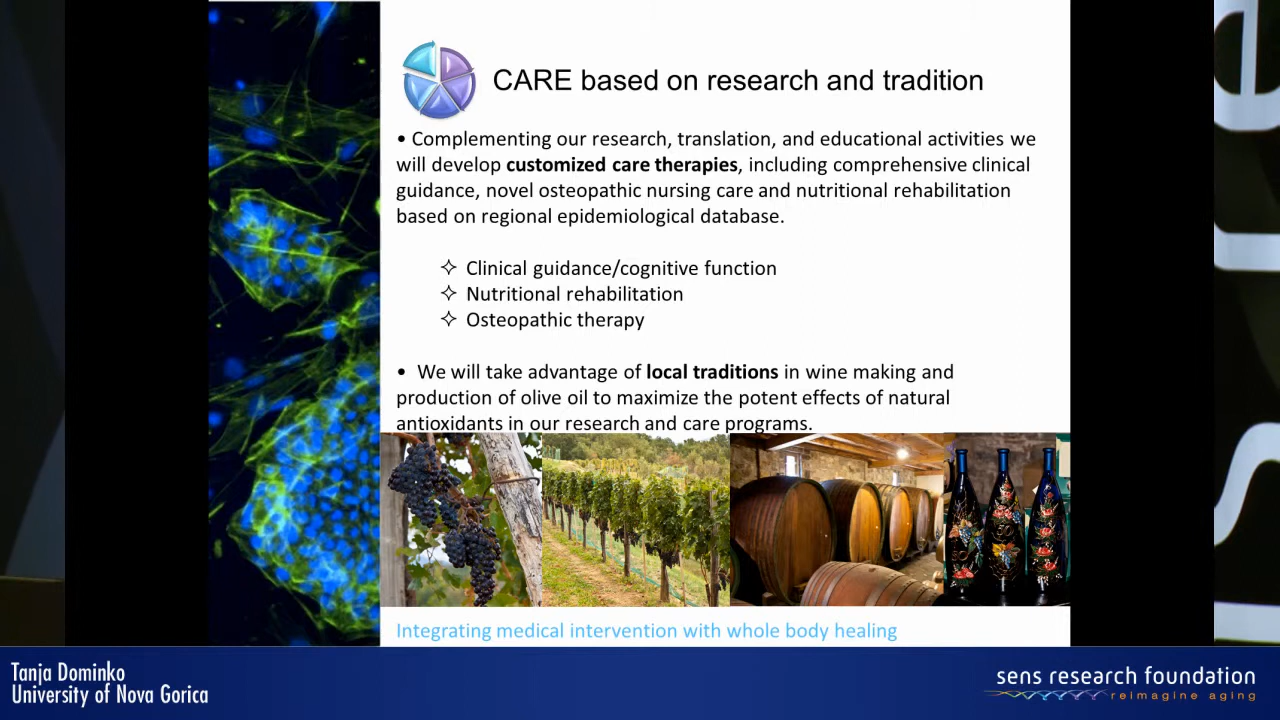 CARE based on research and tradition
• Complementing our research, translation, and educational activities we
will develop customized care therapies, including comprehensive clinical
guidance, novel osteopathic nursing care and nutritional rehabilitation
based on regional epidemiological database.
✧ Clinical guidance/cognitive function
✧ Nutritional rehabilitation
✧ Osteopathic therapy
• We will take advantage of local traditions in wine making and
production of olive oil to maximize the potent effects of natural
antioxidants in our research and care programs.
Integrating medical intervention with whole body healing
Tanja Dominko
University of Nova Gorica
sens research foundation
reimagine aging